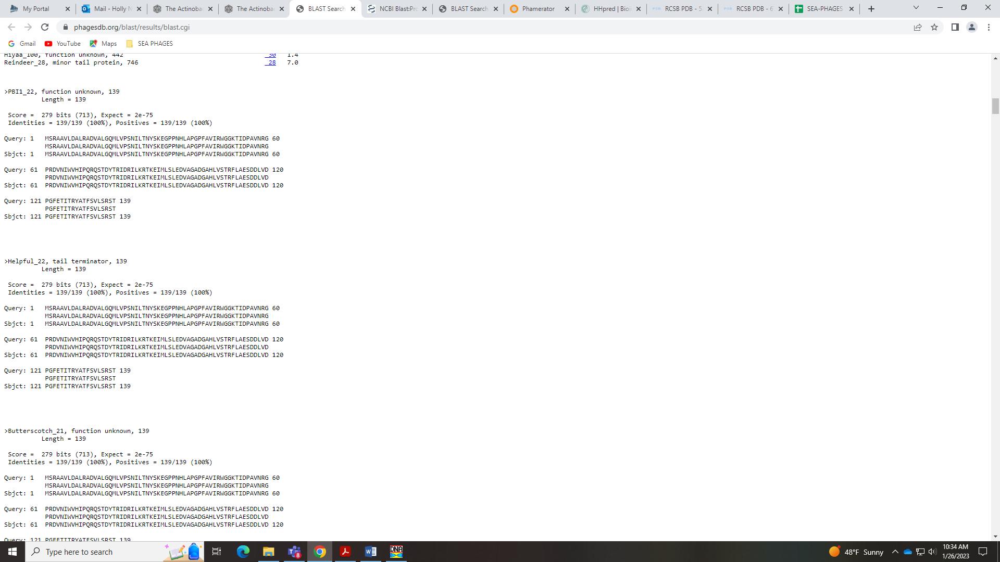 My Portal
Mail - Holly N
The Actinoba
The Actinoba
BLAST Search
NCBI Blast:Pro
BLAST Search
Phamerator
HHpred | Bioi
RCSB PDB - 5
RCSB PDB - 6
SEA-PHAGES
phagesdb.org/blast/results/blast.cgi
Gmail
YouTube
Maps
SEA PHAGES
Hiyaa_100, function unknown, 442 30 1.4
Reindeer_28, minor tail protein, 746 28 7.0
>PBI1_22, function unknown, 139
Length = 139
Score = 279 bits (713), Expect = 2e-75
Identities = 139/139 (100%), Positives = 139/139 (100%)
Query: 1 MSRAAVLDALRADVALGQMLVPSNILTNYSKEGPPNHLAPGPFAVIRWGGKTIDPAVNRG 60
MSRAAVLDALRADVALGQMLVPSNILTNYSKEGPPNHLAPGPFAVIRWGGKTIDPAVNRG
Sbjct: 1 MSRAAVLDALRADVALGQMLVPSNILTNYSKEGPPNHLAPGPFAVIRWGGKTIDPAVNRG 60
Query: 61 PRDVNIWVHIPQRQSTDYTRIDRILKRTKEIMLSLEDVAGADGAHLVSTRFLAESDDLVD 120
PRDVNIWVHIPQRQSTDYTRIDRILKRTKEIMLSLEDVAGADGAHLVSTRFLAESDDLVD
Sbjct: 61 PRDVNIWVHIPQRQSTDYTRIDRILKRTKEIMLSLEDVAGADGAHLVSTRFLAESDDLVD 120
Query: 121 PGFETITRYATFSVLSRST 139
PGFETITRYATFSVLSRST
Sbjct: 121 PGFETITRYATFSVLSRST 139
>Helpful_22, tail terminator, 139
Length = 139
Score = 279 bits (713), Expect = 2e-75
Identities = 139/139 (100%), Positives = 139/139 (100%)
Query: 1 MSRAAVLDALRADVALGQMLVPSNILTNYSKEGPPNHLAPGPFAVIRWGGKTIDPAVNRG 60
MSRAAVLDALRADVALGQMLVPSNILTNYSKEGPPNHLAPGPFAVIRWGGKTIDPAVNRG
Sbjct: 1 MSRAAVLDALRADVALGQMLVPSNILTNYSKEGPPNHLAPGPFAVIRWGGKTIDPAVNRG 60
Query: 61 PRDVNIWVHIPQRQSTDYTRIDRILKRTKEIMLSLEDVAGADGAHLVSTRFLAESDDLVD 120
PRDVNIWVHIPQRQSTDYTRIDRILKRTKEIMLSLEDVAGADGAHLVSTRFLAESDDLVD
Sbjct: 61 PRDVNIWVHIPQRQSTDYTRIDRILKRTKEIMLSLEDVAGADGAHLVSTRFLAESDDLVD 120
Query: 121 PGFETITRYATFSVLSRST 139
PGFETITRYATFSVLSRST
Sbjct: 121 PGFETITRYATFSVLSRST 139
>Butterscotch_21, function unknown, 139
Length = 139
Score = 279 bits (713), Expect = 2e-75
Identities = 139/139 (100%), Positives = 139/139 (100%)
Query: 1 MSRAAVLDALRADVALGQMLVPSNILTNYSKEGPPNHLAPGPFAVIRWGGKTIDPAVNRG 60
MSRAAVLDALRADVALGQMLVPSNILTNYSKEGPPNHLAPGPFAVIRWGGKTIDPAVNRG
Sbjct: 1 MSRAAVLDALRADVALGQMLVPSNILTNYSKEGPPNHLAPGPFAVIRWGGKTIDPAVNRG 60
Query: 61 PRDVNIWVHIPQRQSTDYTRIDRILKRTKEIMLSLEDVAGADGAHLVSTRFLAESDDLVD 120
PRDVNIWVHIPQRQSTDYTRIDRILKRTKEIMLSLEDVAGADGAHLVSTRFLAESDDLVD
Sbjct: 61 PRDVNIWVHIPQRQSTDYTRIDRILKRTKEIMLSLEDVAGADGAHLVSTRFLAESDDLVD 120
Query: 121 PGFETITRYATFSVLSRST 139
Type here to search
8
DNA
48°F Sunny
10:34 AM
1/26/2023